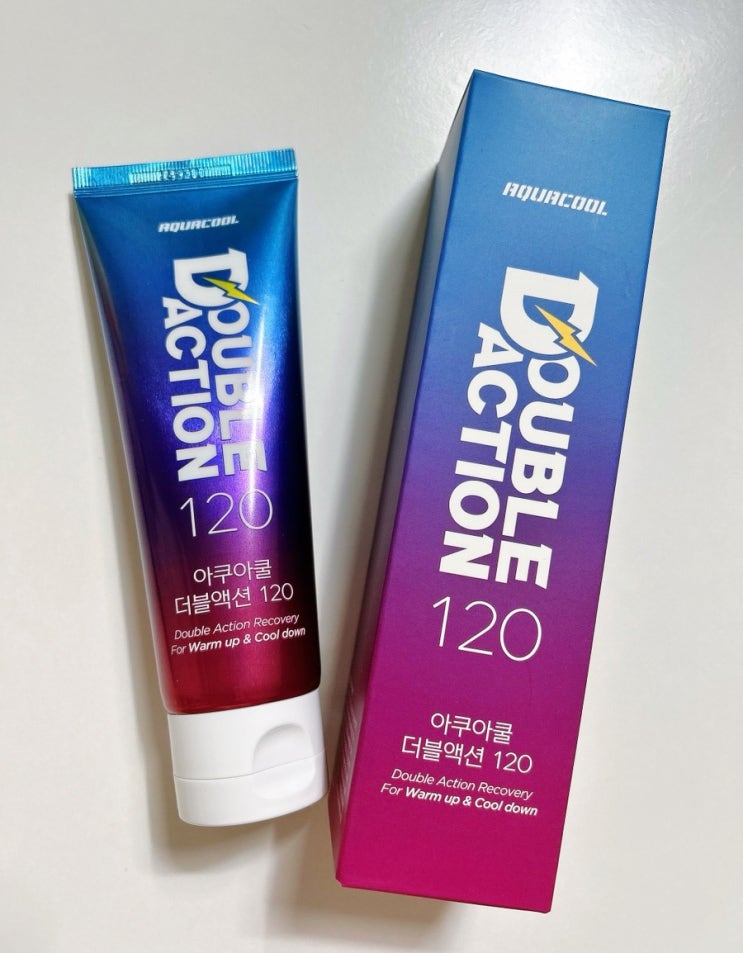 AQUACOOL
DOUBLE
ACTION
120
아쿠아쿨
더블액션 120
Double Action Recovery
For Warm up & Cool down
AQUACOOL
DOUBLE
ACTION
120
아쿠아쿨
더블액션 120
Double Action Recovery
For Warm up & Cool down